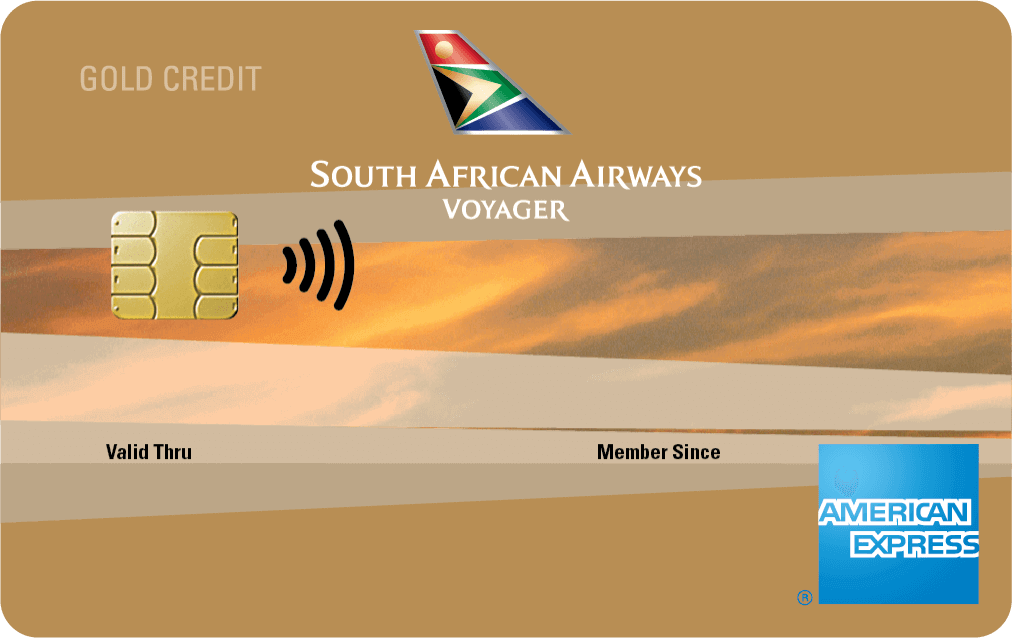 GOLD CREDIT
SOUTH AFRICAN AIRWAYS
VOYAGER
Valid Thru
Member Since
AMERICAN
EXPRESS
®